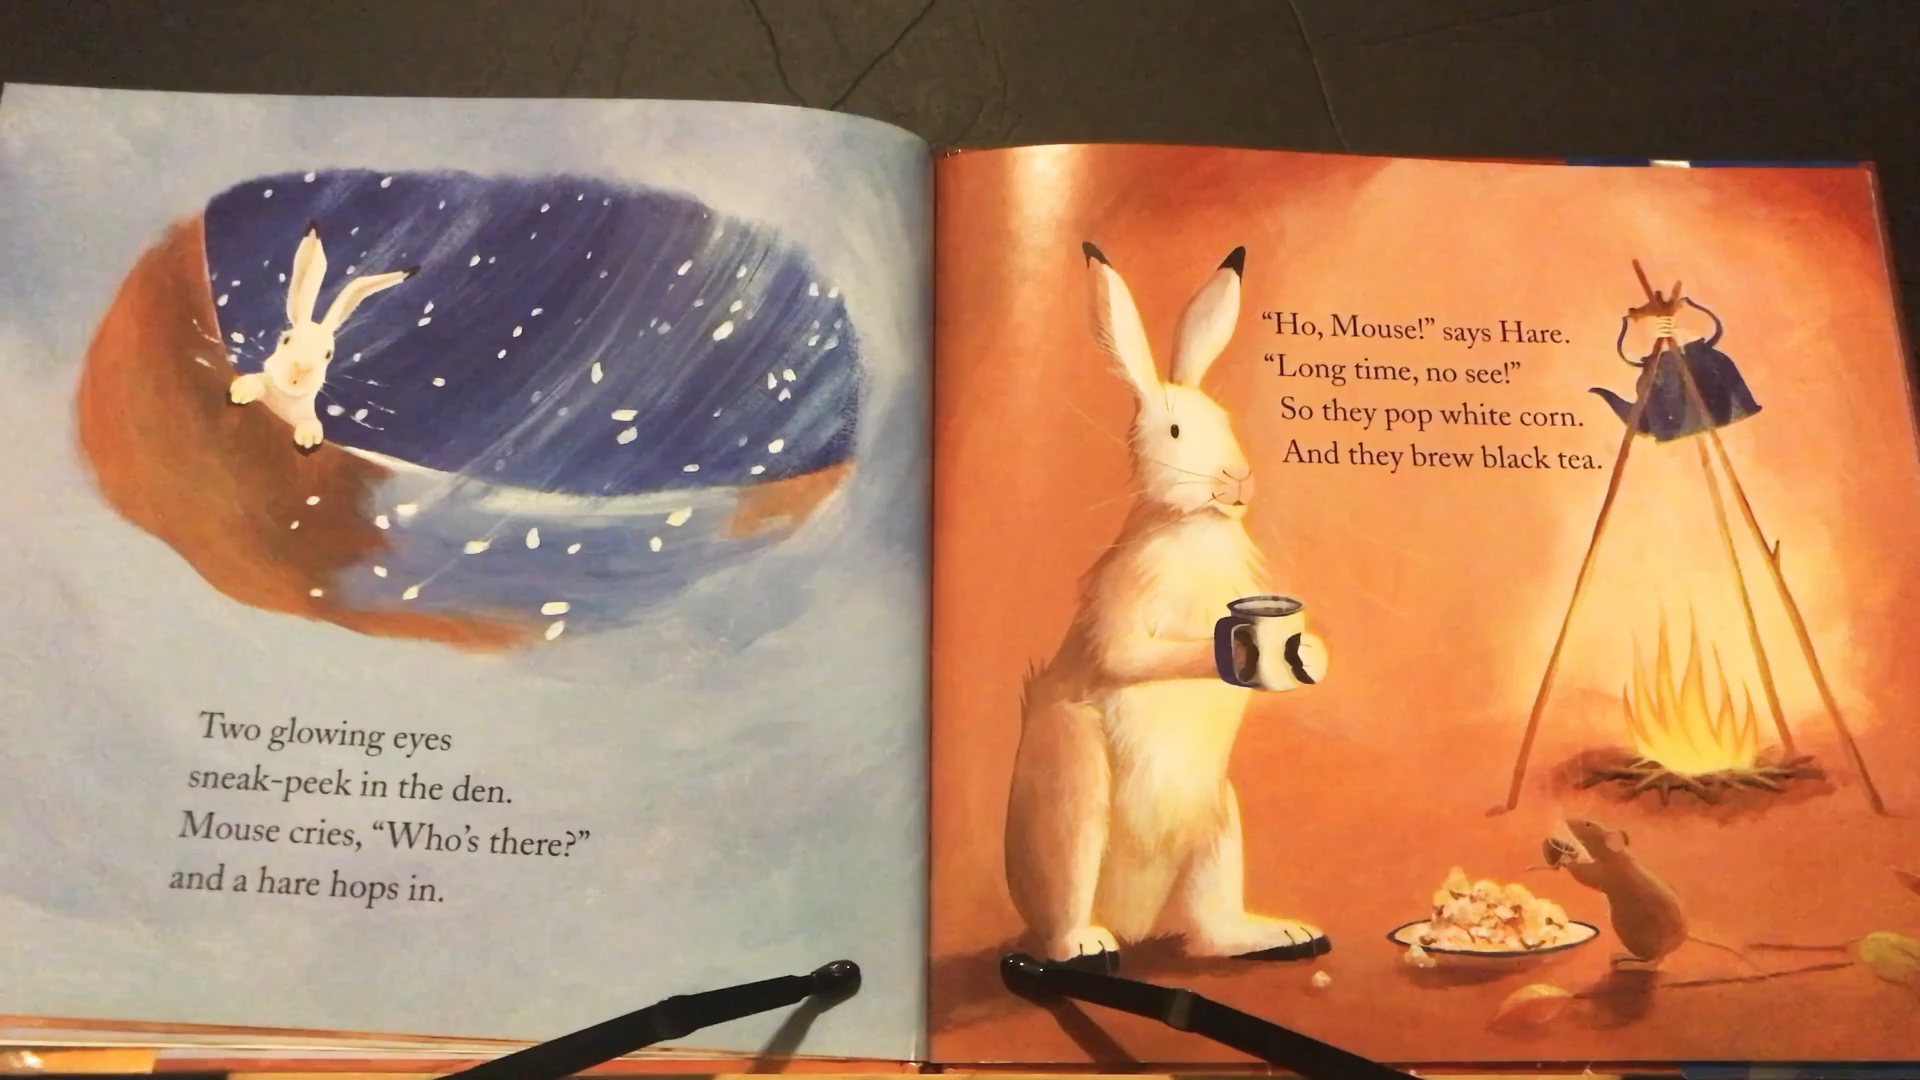 Two glowing eyes
sneak-peek in the den.
Mouse cries, “Who’s there?”
and a hare hops in.
“Ho, Mouse!” says Hare.
“Long time, no see!”
So they pop white corn.
And they brew black tea.